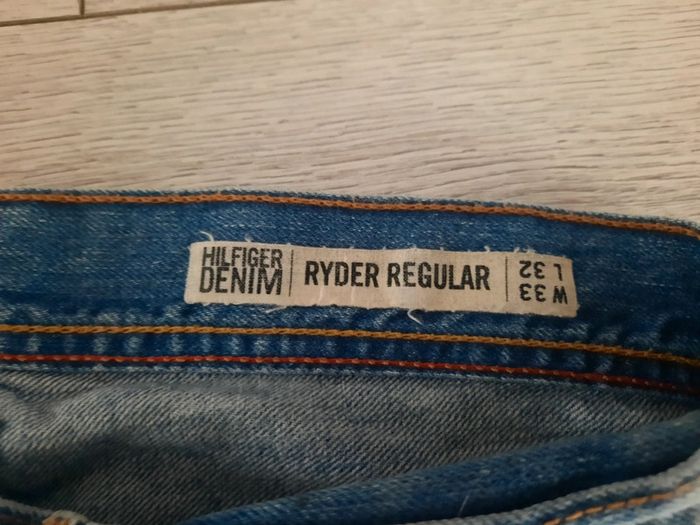 HILFIGER
DENIM
RYDER REGULAR
W 33
L 32